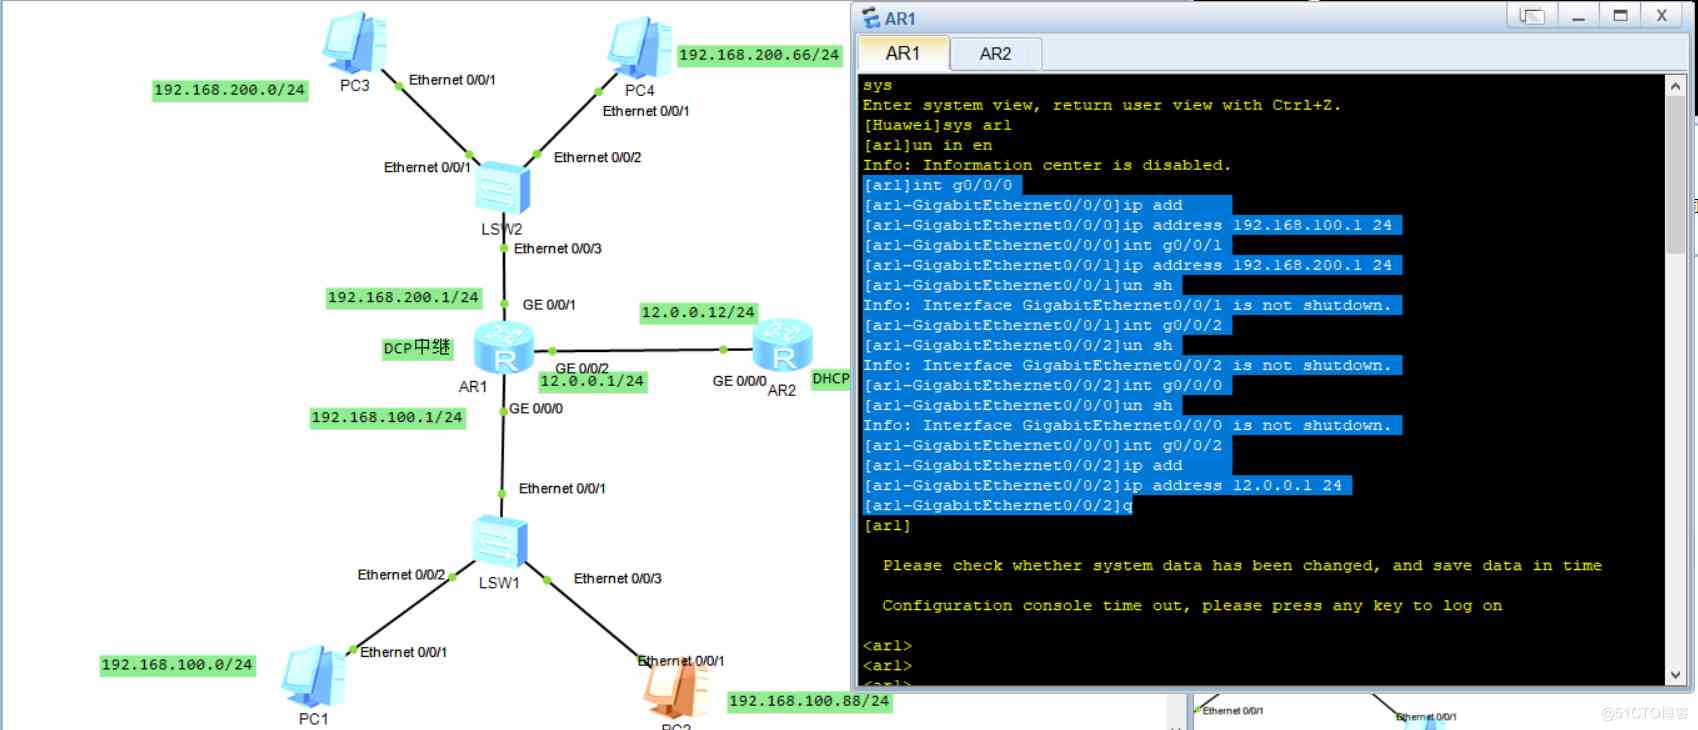 PC3
Ethernet 0/0/1
192.168.200.0/24
PC4
192.168.200.66/24
Ethernet 0/0/1
Ethernet 0/0/1
Ethernet 0/0/2
LSW2
Ethernet 0/0/3
192.168.200.1/24
GE 0/0/1
12.0.0.12/24
DCP中继
AR1
GE 0/0/2
12.0.0.1/24
GE 0/0/0
AR2
DHCP
192.168.100.1/24
GE 0/0/0
Ethernet 0/0/1
LSW1
Ethernet 0/0/2
Ethernet 0/0/3
Ethernet 0/0/1
192.168.100.0/24
PC1
Ethernet 0/0/1
192.168.100.88/24
AR1
X
AR1
AR2
sys
Enter system view, return user view with Ctrl+Z.
[Huawei]sys ar1
[ar1]un in en
Info: Information center is disabled.
[ar1]int g0/0/0
[ar1-GigabitEthernet0/0/0]ip add
[ar1-GigabitEthernet0/0/0]ip address 192.168.100.1 24
[ar1-GigabitEthernet0/0/0]int g0/0/1
[ar1-GigabitEthernet0/0/1]ip address 192.168.200.1 24
[ar1-GigabitEthernet0/0/1]un sh
Info: Interface GigabitEthernet0/0/1 is not shutdown.
[ar1-GigabitEthernet0/0/1]int g0/0/2
[ar1-GigabitEthernet0/0/2]un sh
Info: Interface GigabitEthernet0/0/2 is not shutdown.
[ar1-GigabitEthernet0/0/2]int g0/0/0
[ar1-GigabitEthernet0/0/0]un sh
Info: Interface GigabitEthernet0/0/0 is not shutdown.
[ar1-GigabitEthernet0/0/0]int g0/0/2
[ar1-GigabitEthernet0/0/2]ip add
[ar1-GigabitEthernet0/0/2]ip address 12.0.0.1 24
[ar1-GigabitEthernet0/0/2]q
[ar1]
Please check whether system data has been changed, and save data in time
Configuration console time out, please press any key to log on
<ar1>
<ar1>
<ar1>
Ethernet 0/0/1
Ethernet 0/0/1
@51CTO博客